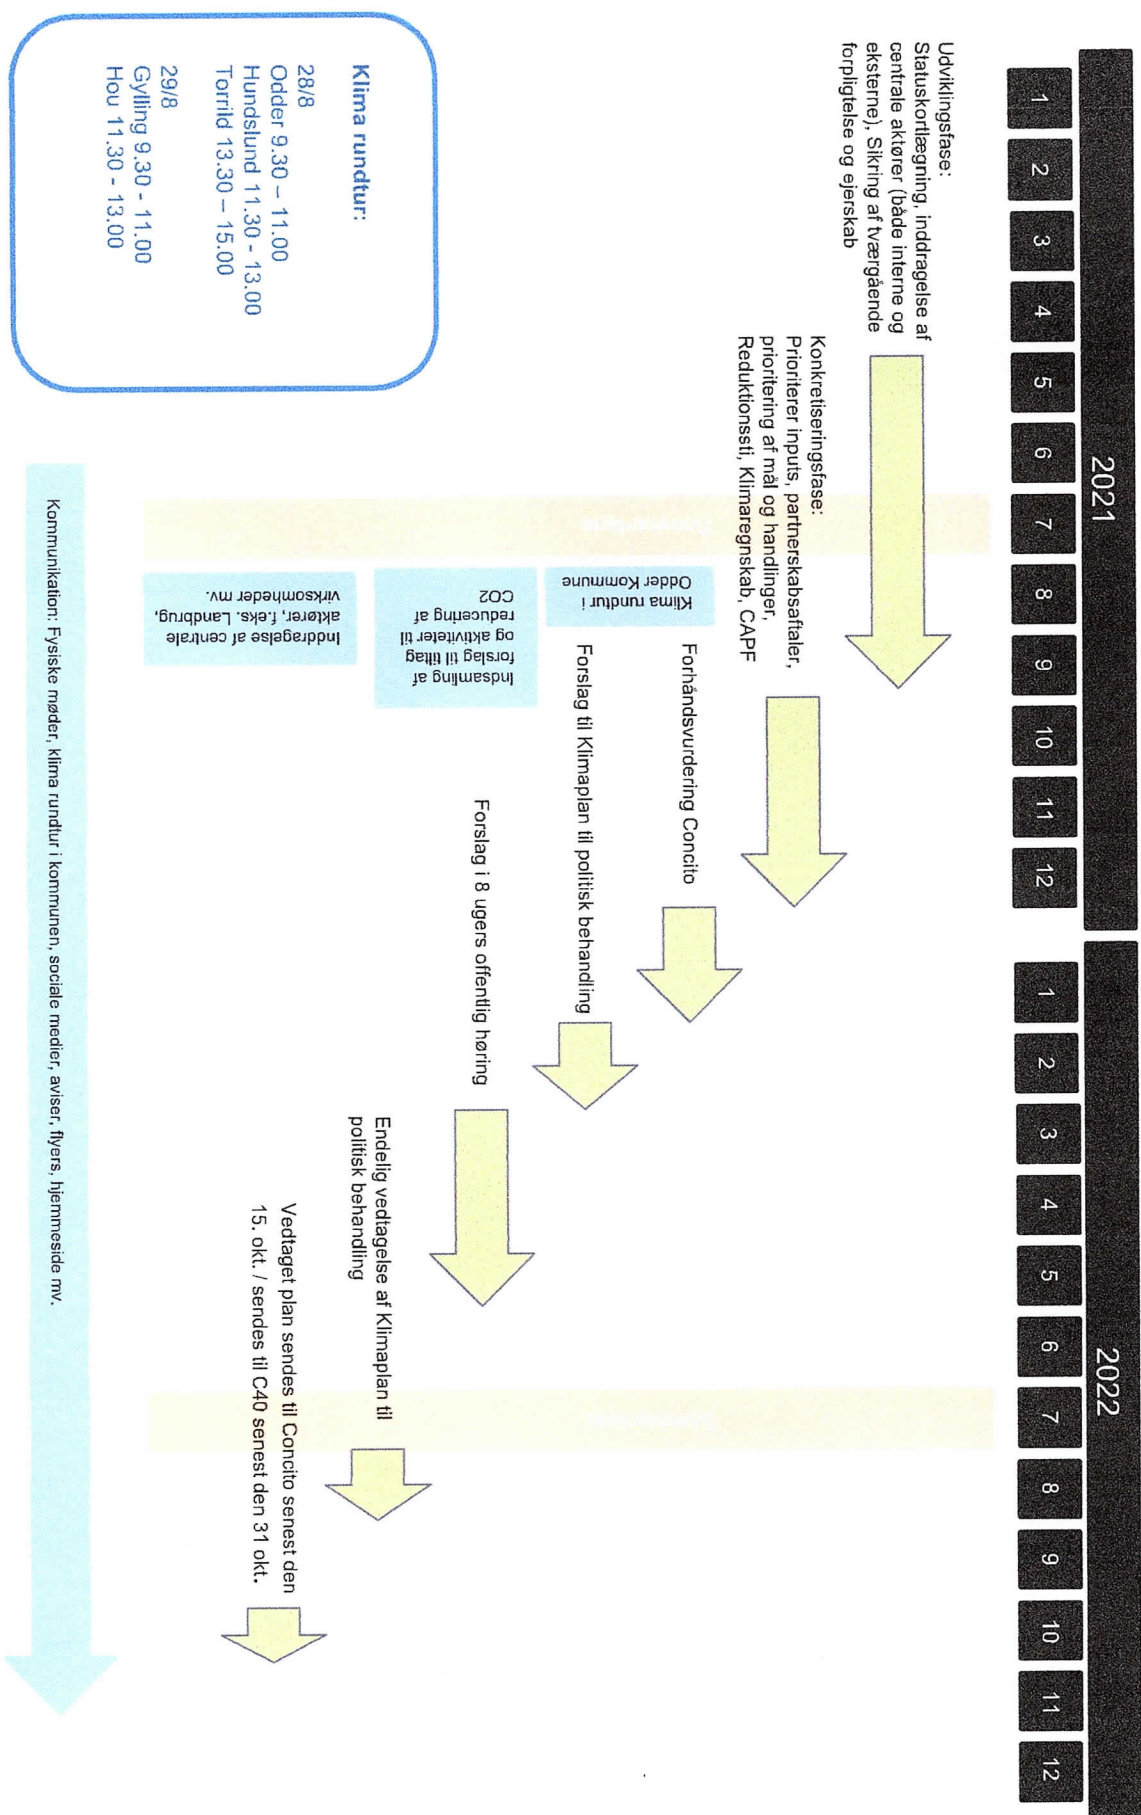 2021
2022
1 2 3 4 5 6 7 8 9 10 11 12
1 2 3 4 5 6 7 8 9 10 11 12
Udviklingsfase:
Statuskortlægning, inddragelse af
centrale aktører (både interne og
eksterne), Sikring af tværgående
forpligtelse og ejerskab
Konkretiseringsfase:
Prioriterer inputs, partnerskabsaftaler,
prioritering af mål og handlinger,
Reduktionssti, Klimaregnskab, CAPF
Forhåndsvurdering Concito
Forslag til Klimaplan til politisk behandling
Forslag i 8 ugers offentlig høring
Endelig vedtagelse af Klimaplan til
politisk behandling
Vedtaget plan sendes til Concito senest den
15. okt. / sendes til C40 senest den 31 okt.
Klima rundtur i
Odder Kommune
Indsamling af
forslag til tiltag
og aktiviteter til
reducering af
CO2
Inddragelse af centrale
aktører, f.eks. Landbrug,
virksomheder mv.
Klima rundtur:
28/8
Odder 9.30 – 11.00
Hundslund 11.30 - 13.00
Torrild 13.30 – 15.00
29/8
Gylling 9.30 - 11.00
Hou 11.30 - 13.00
Kommunikation: Fysiske møder, klima rundtur i kommunen, sociale medier, aviser, flyers, hjemmeside mv.